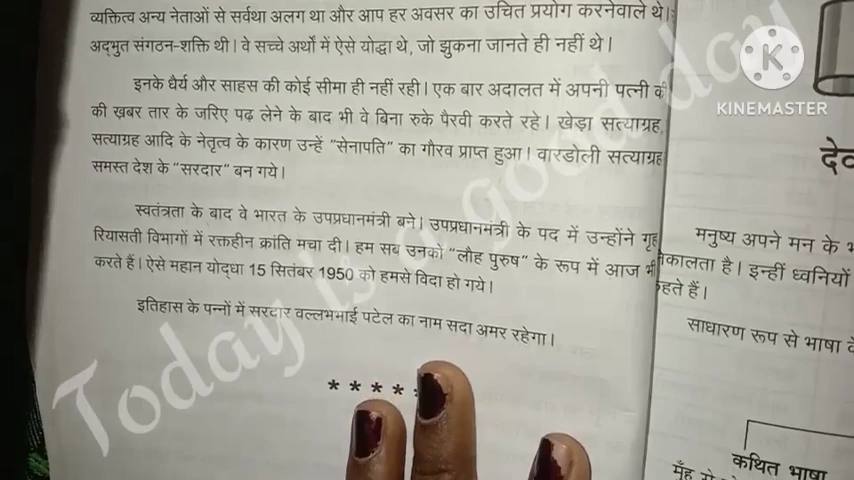 व्यक्तित्व अन्य नेताओं से सर्वथा अलग था और आप हर अवसर का उचित प्रयोग करनेवाले थे।
अद्भुत संगठन-शक्ति थी। वे सच्चे अर्थों में ऐसे योद्धा थे, जो झुकना जानते ही नहीं थे।
इनके धैर्य और साहस की कोई सीमा ही नहीं रही। एक बार अदालत में अपनी पत्नी
की ख़बर तार के जरिए पढ़ लेने के बाद भी वे बिना रुके पैरवी करते रहे। खेड़ा सत्याग्रह,
सत्याग्रह आदि के नेतृत्व के कारण उन्हें "सेनापति" का गौरव प्राप्त हुआ। वारडोली सत्याग्रह
समस्त देश के "सरदार" बन गये।
स्वतंत्रता के बाद वे भारत के उपप्रधानमंत्री बने। उपप्रधानमंत्री के पद में उन्होंने गृह
रियासती विभागों में रक्तहीन क्रांति मचा दी। हम सब उनको "लौह पुरुष" के रूप में आज भी
करते हैं। ऐसे महान योद्धा 15 सितंबर 1950 को हमसे विदा हो गये।
इतिहास के पन्नों में सरदार वल्लभभाई पटेल का नाम सदा अमर रहेगा।
* * * *
मनुष्य अपने मन के
निकालता है। इन्हीं ध्वनियों
कहते हैं।
साधारण रूप से भाषा के
कथित भाषा
मुँह से
KINEMASTER
Today is a good day